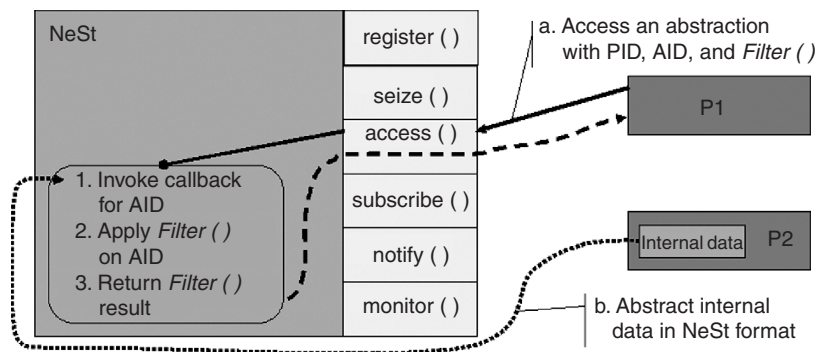 NeSt
register ( )
seize ( )
access ( )
subscribe ( )
notify ( )
monitor ( )
1. Invoke callback
for AID
2. Apply Filter ( )
on AID
3. Return Filter ( )
result
a. Access an abstraction
with PID, AID, and Filter ( )
P1
Internal data
P2
b. Abstract internal
data in NeSt format